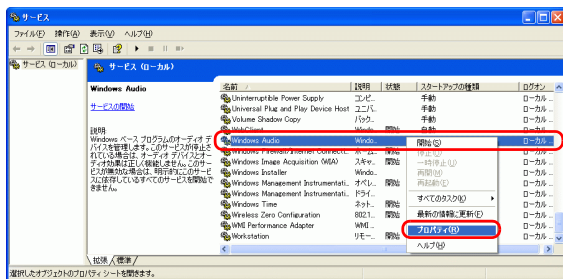 サービス
ファイル(F) 操作(A) 表示(V) ヘルプ(H)
サービス (ローカル)
サービス (ローカル)
Windows Audio
サービスの開始
説明:
Windows ベース プログラムのオーディオ デ
バイスを管理します。このサービスが停止さ
れている場合は、オーディオ デバイスとオー
ディオ効果は正しく機能しません。このサー
ビスが無効な場合は、明示的にこのサービ
スに依存しているすべてのサービスを開始で
きません。
名前 説明 状態 スタートアップの種類 ログオン
Uninterruptible Power Supply コンピ... 手動 ローカル ..
Universal Plug and Play Device Host ユニバ... 手動 ローカル ..
Volume Shadow Copy バック.. 手動 ローカル ..
WebClient Windo.. 開始 自動 ローカル ..
Windows Audio Windo... ローカル ..
Windows Firewall/Internet Connecti.. ホーム.. 開始 ローカル ..
Windows Image Acquisition (WIA) スキャ.. 開始 ローカル ..
Windows Installer Windo.. ローカル ..
Windows Management Instrumentati.. オペレ.. 開始 ローカル ..
Windows Management Instrumentati.. ドライ.. ローカル ..
Windows Time ネット.. 開始 ローカル ..
Wireless Zero Configuration 802.1.. 開始 ローカル ..
WMI Performance Adapter WMI ... ローカル ..
Workstation リモー.. 開始 ローカル ..
開始(S)
停止(O)
一時停止(U)
再開(M)
再起動(E)
すべてのタスク(K)
最新の情報に更新(F)
プロパティ(R)
ヘルプ(H)
拡張 標準
選択したオブジェクトのプロパティ シートを開きます。